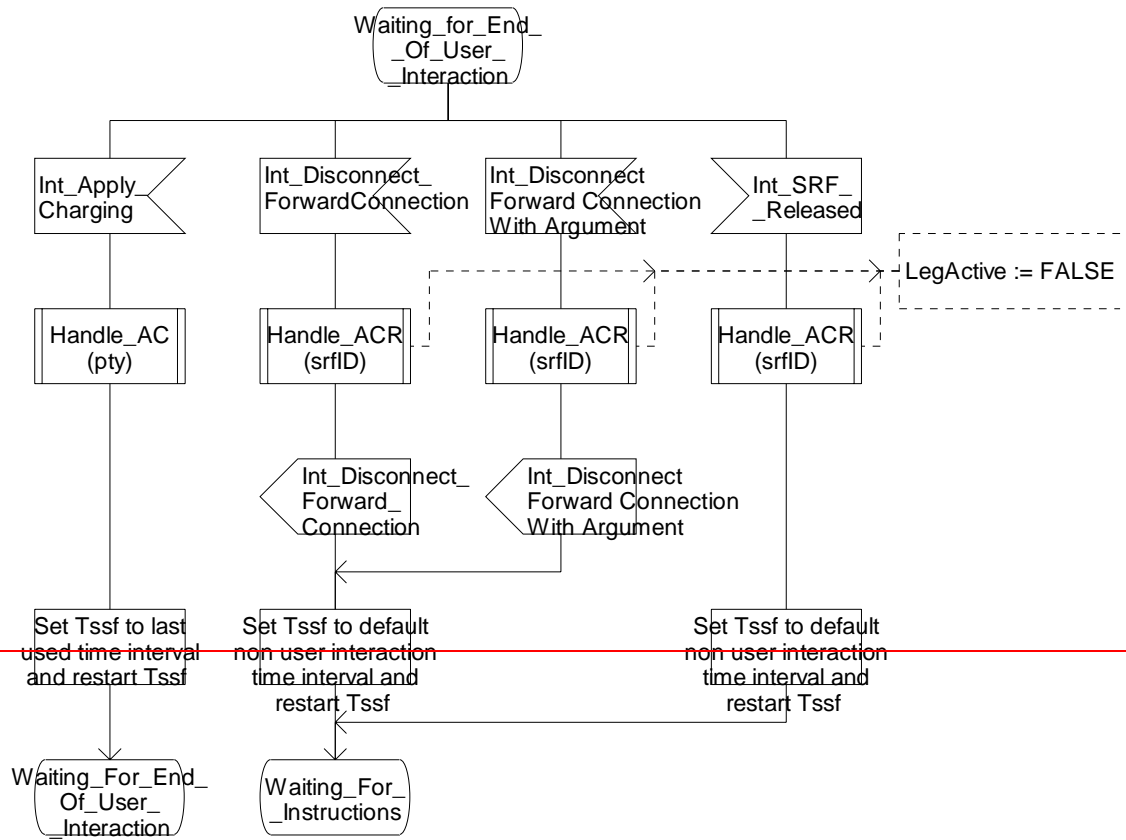 Waiting_for_End_
_Of_User_
_Interaction
Int_Apply_
Charging
Int_Disconnect_
ForwardConnection
Int_Disconnect
Forward Connection
With Argument
Int_SRF_
_Released
LegActive := FALSE
Handle_AC
(pty)
Handle_ACR
(srfID)
Handle_ACR
(srfID)
Handle_ACR
(srfID)
Int_Disconnect_
Forward_
Connection
Int_Disconnect
Forward Connection
With Argument
Set Tssf to last
used time interval
and restart Tssf
Set Tssf to default
non user interaction
time interval and
restart Tssf
Set Tssf to default
non user interaction
time interval and
restart Tssf
Waiting_For_End_
Of_User_
_Interaction
Waiting_For_
_Instructions